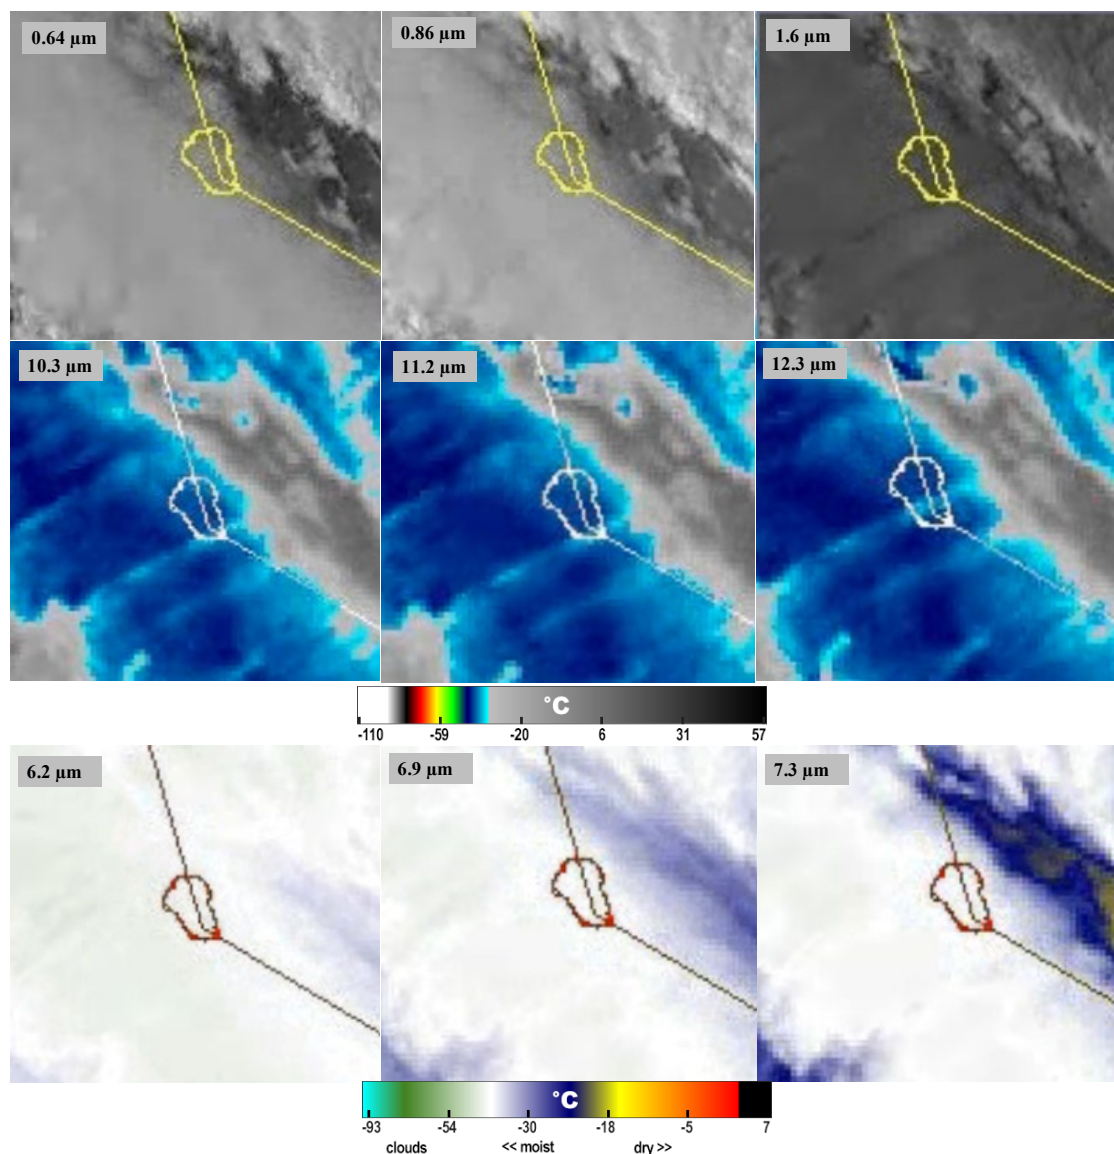 0.64 µm
0.86 µm
1.6 µm
10.3 µm
11.2 µm
12.3 µm
°C
-110 -59 -20 6 31 57
6.2 µm
6.9 µm
7.3 µm
°C
-93 -54 -30 -18 -5 7
clouds << moist dry >>